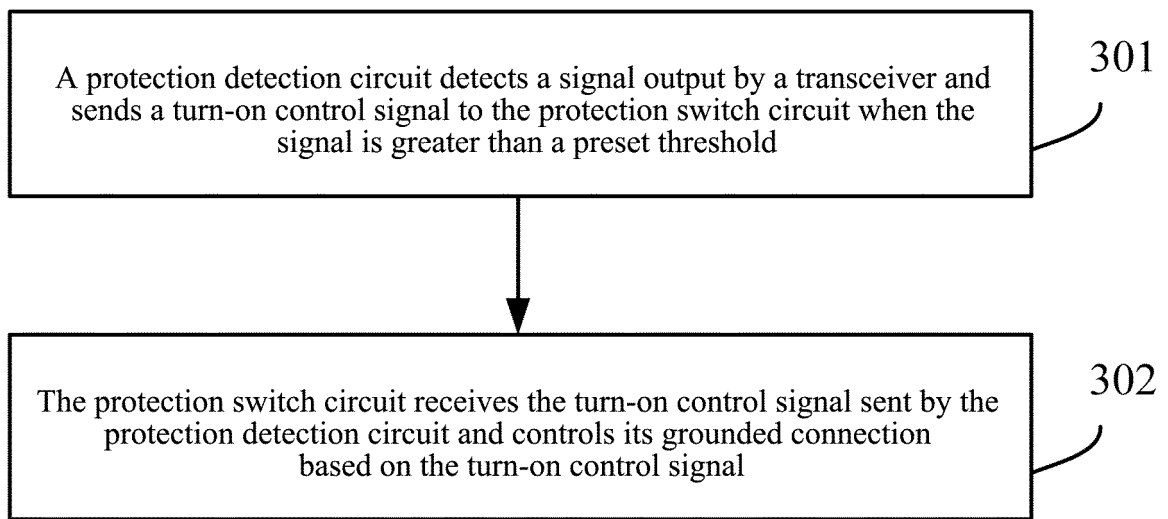 A protection detection circuit detects a signal output by a transceiver and
sends a turn-on control signal to the protection switch circuit when the
signal is greater than a preset threshold
301
The protection switch circuit receives the turn-on control signal sent by the
protection detection circuit and controls its grounded connection
based on the turn-on control signal
302